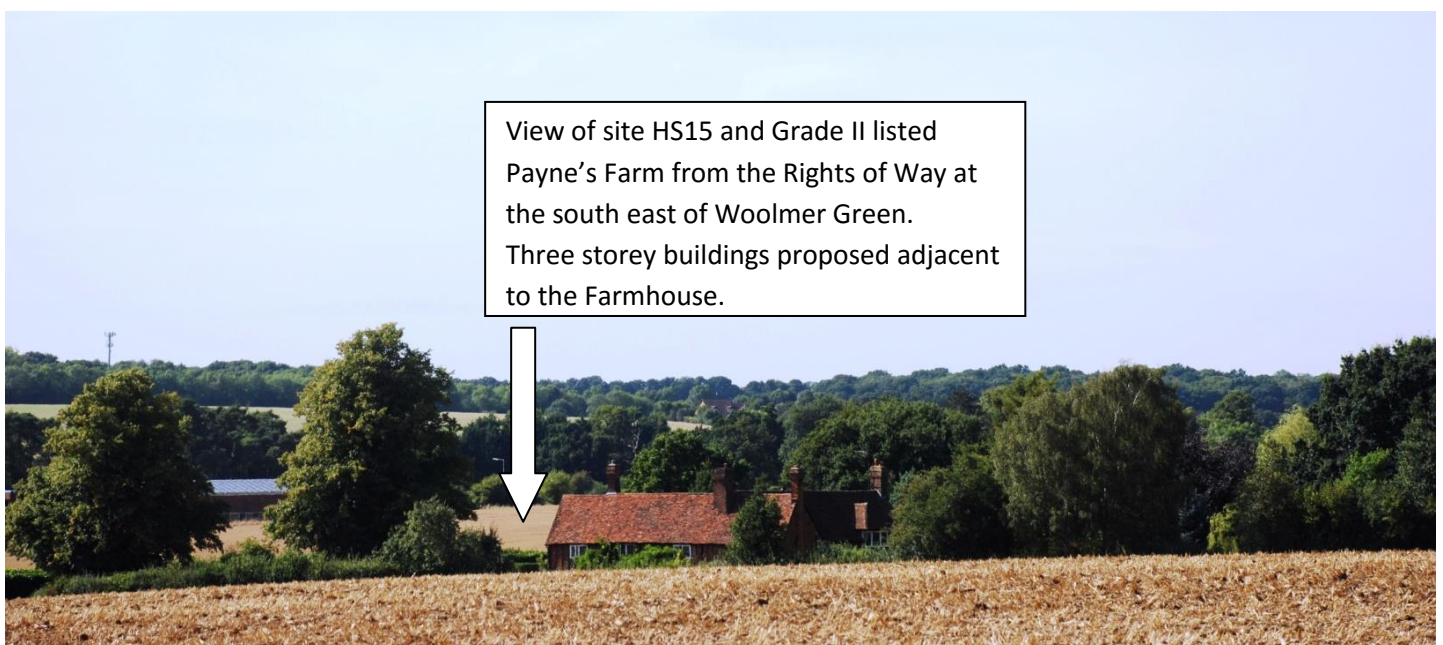 View of site HS15 and Grade II listed
Payne’s Farm from the Rights of Way at
the south east of Woolmer Green.
Three storey buildings proposed adjacent
to the Farmhouse.